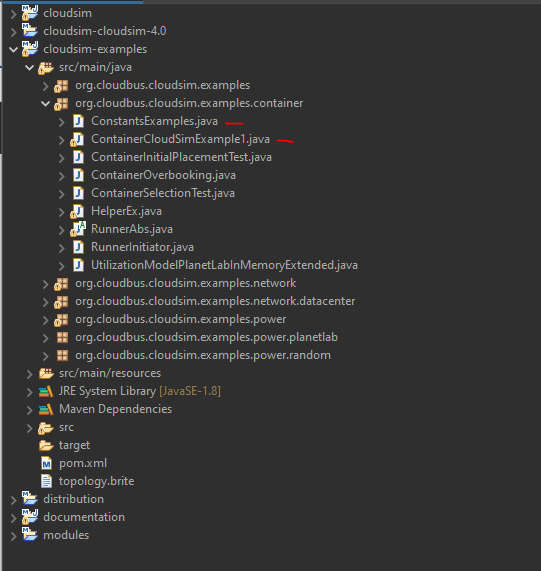 cloudsim
cloudsim-cloudsim-4.0
cloudsim-examples
src/main/java
org.cloudbus.cloudsim.examples
org.cloudbus.cloudsim.examples.container
ConstantsExamples.java
ContainerCloudSimExample1.java
ContainerInitialPlacementTest.java
ContainerOverbooking.java
ContainerSelectionTest.java
HelperEx.java
RunnerAbs.java
RunnerInitiator.java
UtilizationModelPlanetLabInMemoryExtended.java
org.cloudbus.cloudsim.examples.network
org.cloudbus.cloudsim.examples.network.datacenter
org.cloudbus.cloudsim.examples.power
org.cloudbus.cloudsim.examples.power.planetlab
org.cloudbus.cloudsim.examples.power.random
src/main/resources
JRE System Library [JavaSE-1.8]
Maven Dependencies
src
target
pom.xml
topology.brite
distribution
documentation
modules